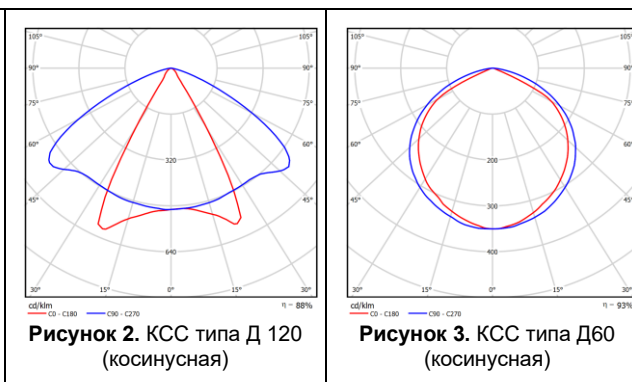 105° 105°
90° 90°
75° 75°
60° 60°
45° 45°
320
640
30° 15° 0° 15° 30°
cd/klm η = 88%
C0 - C180 C90 - C270
Рисунок 2. КСС типа Д 120
(косинусная)
105° 105°
90° 90°
75° 75°
60° 60°
45° 45°
200
300
400
30° 15° 0° 15° 30°
cd/klm η = 93%
C0 - C180 C90 - C270
Рисунок 3. КСС типа Д60
(косинусная)